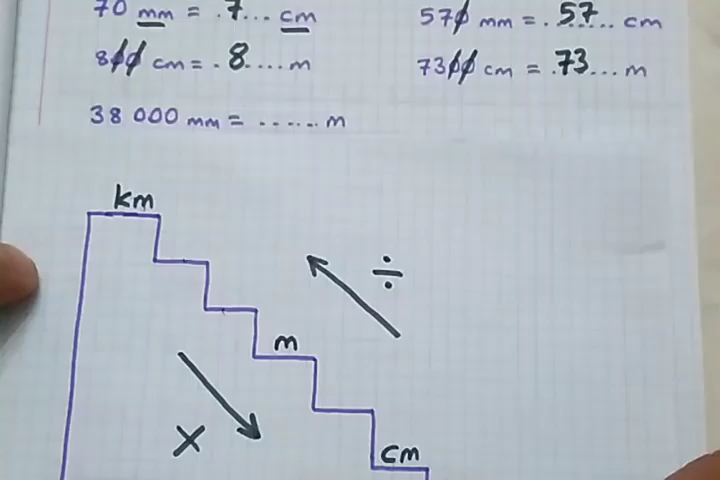 70 mm = .7... cm
570 mm = .57..... cm
800 cm = .8.... m
7300 cm = .73... m
38 000 mm = ...... m
km
÷
m
×
cm